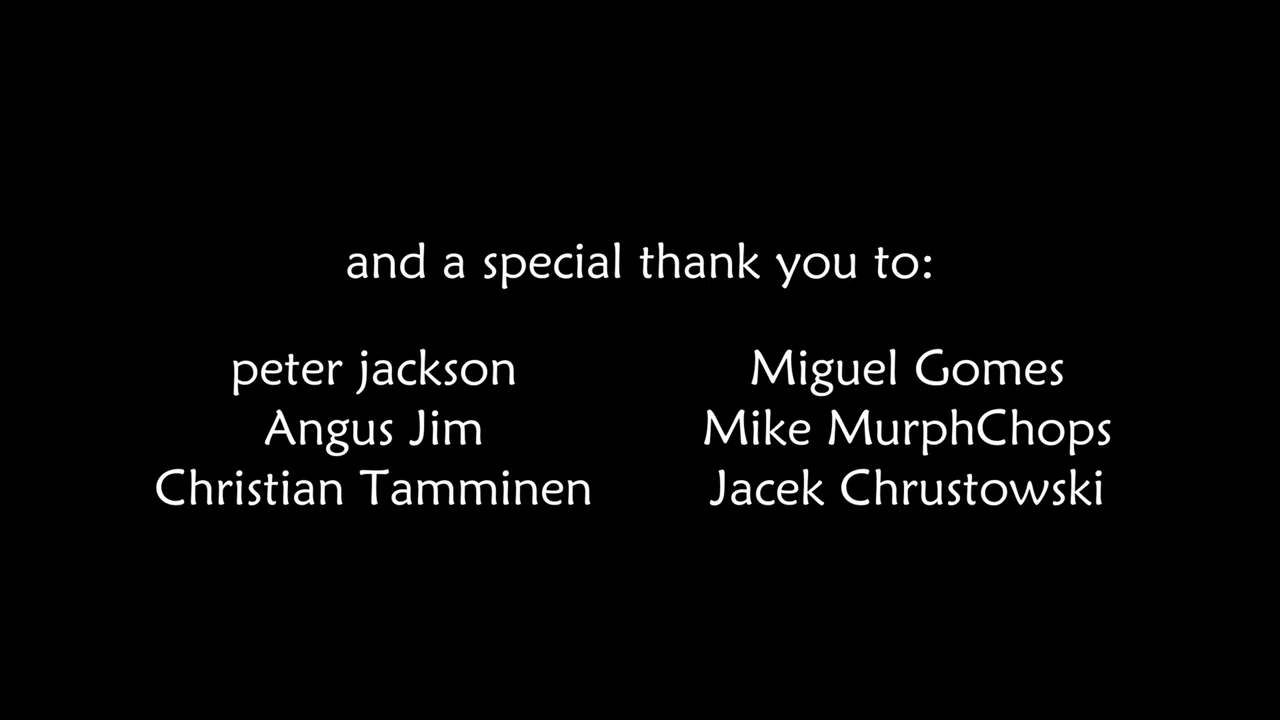 and a special thank you to:
peter jackson
Angus Jim
Christian Tamminen
Miguel Gomes
Mike MurphChops
Jacek Chrustowski